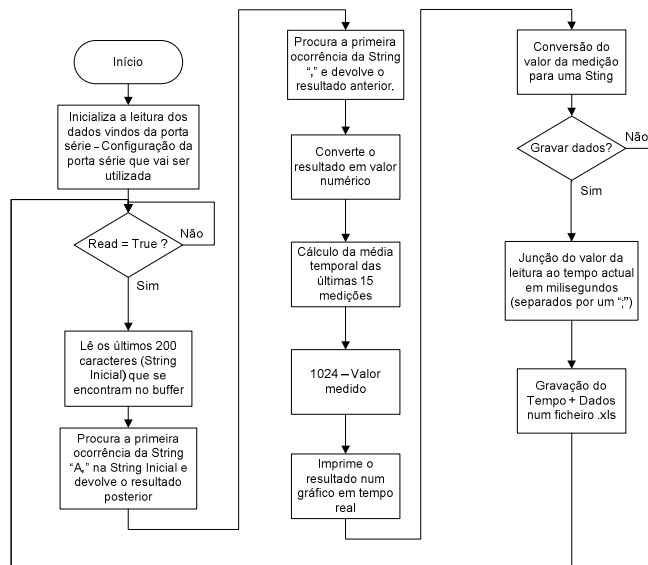 Início
Inicializa a leitura dos
dados vindos da porta
série – Configuração da
porta série que vai ser
utilizada
Read = True ?
Não
Sim
Lê os últimos 200
caracteres (String
Inicial) que se
encontram no buffer
Procura a primeira
ocorrência da String
“A,” na String Inicial e
devolve o resultado
posterior
Procura a primeira
ocorrência da String
“,” e devolve o
resultado anterior.
Converte o
resultado em valor
numérico
Cálculo da média
temporal das
últimas 15
medições
1024 – Valor
medido
Imprime o
resultado num
gráfico em tempo
real
Conversão do
valor da medição
para uma Sting
Gravar dados?
Não
Sim
Junção do valor da
leitura ao tempo actual
em milisegundos
(separados por um “;”)
Gravação do
Tempo + Dados
num ficheiro .xls